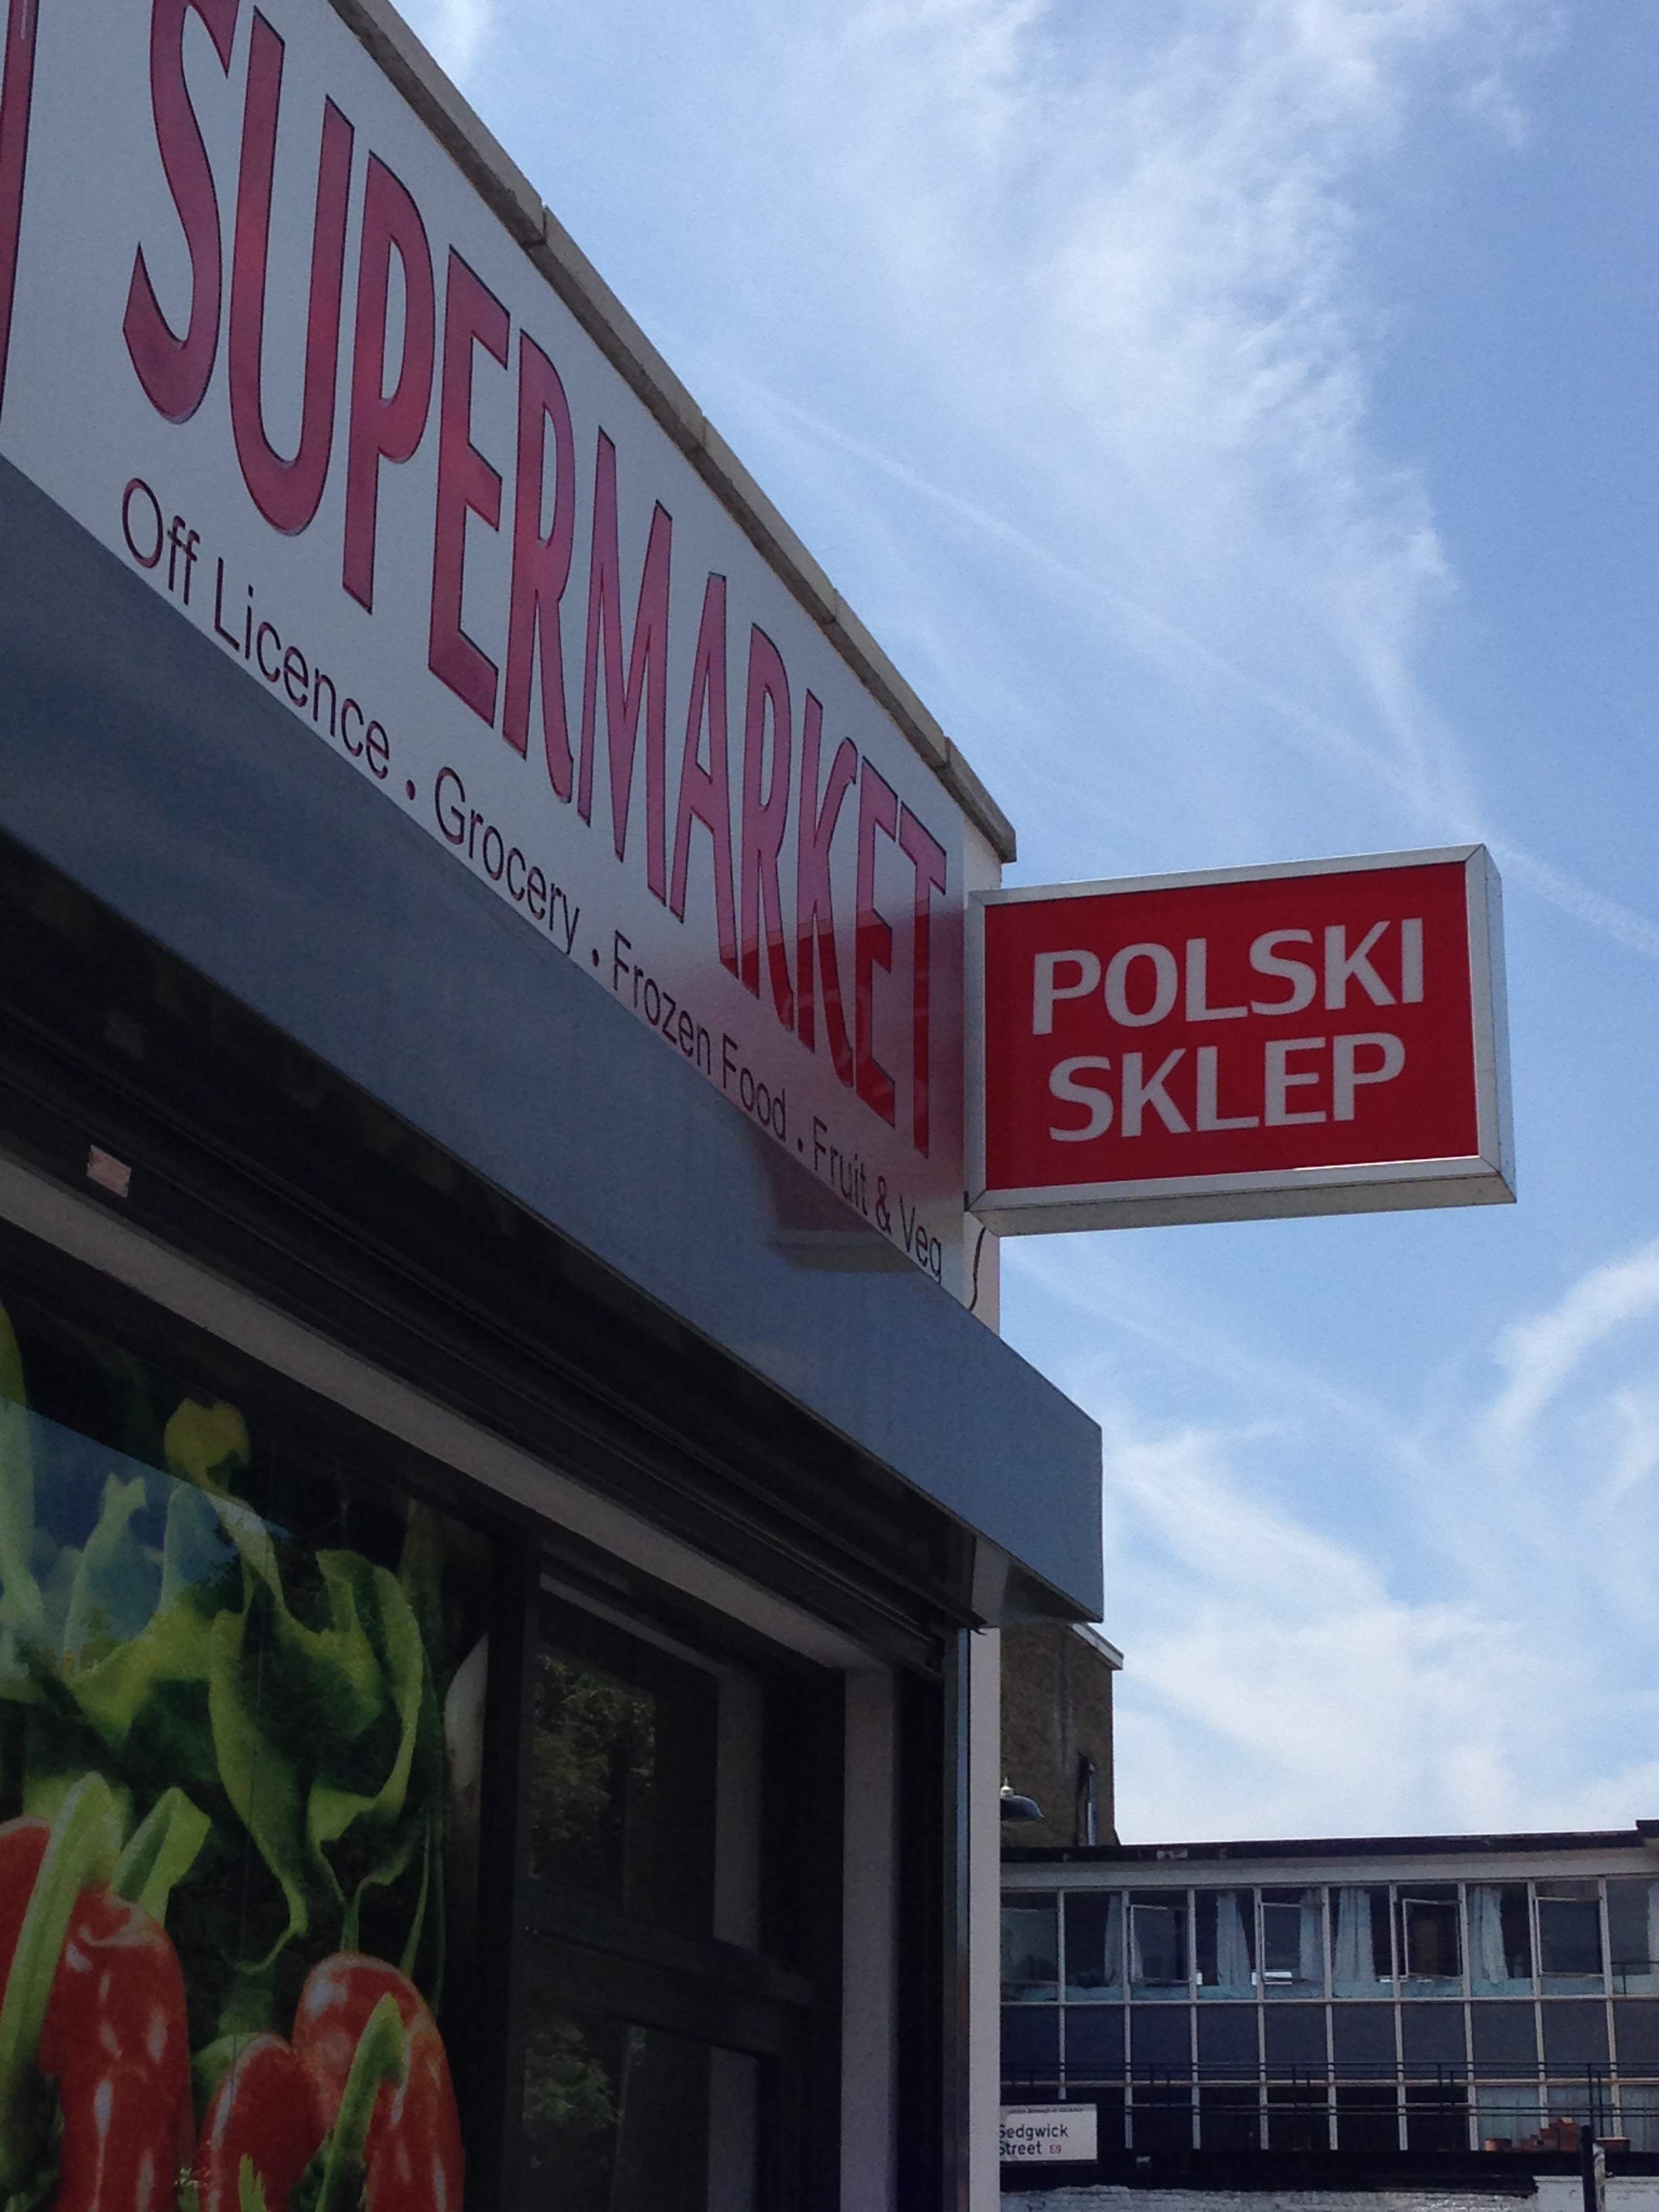 SUPERMARKET
Off Licence . Grocery . Frozen Food . Fruit & Veg
POLSKI
SKLEP
Sedgwick
Street E9